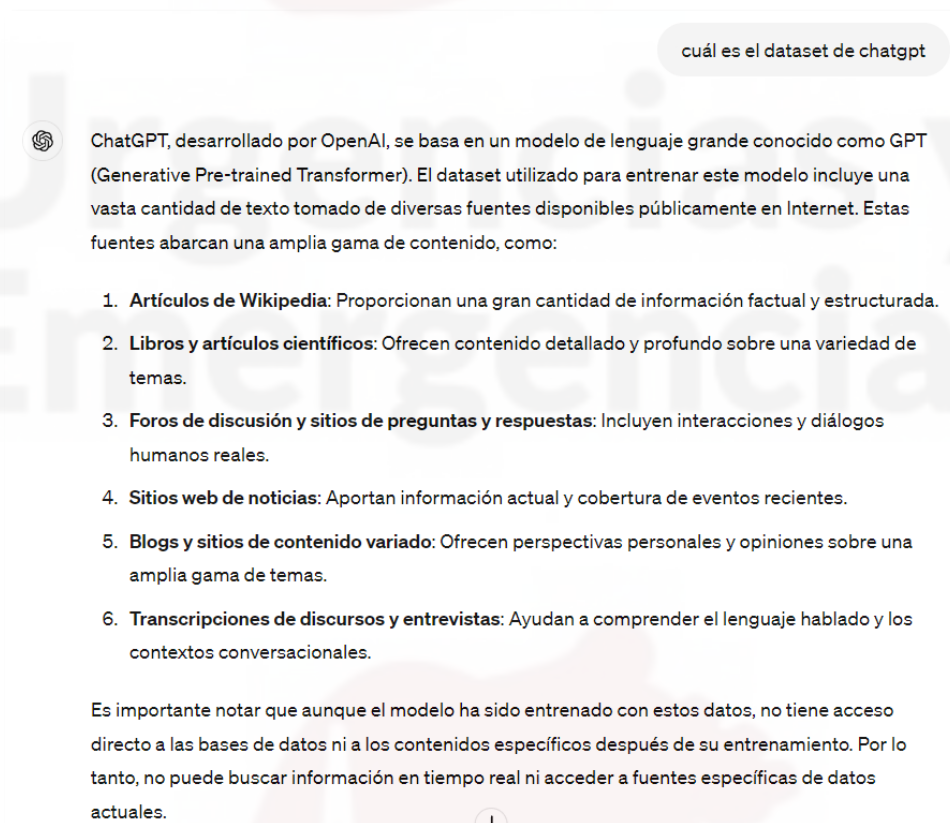 cuál es el dataset de chatgpt
ChatGPT, desarrollado por OpenAI, se basa en un modelo de lenguaje grande conocido como GPT
(Generative Pre-trained Transformer). El dataset utilizado para entrenar este modelo incluye una
vasta cantidad de texto tomado de diversas fuentes disponibles públicamente en Internet. Estas
fuentes abarcan una amplia gama de contenido, como:
1. Artículos de Wikipedia: Proporcionan una gran cantidad de información factual y estructurada.
2. Libros y artículos científicos: Ofrecen contenido detallado y profundo sobre una variedad de
temas.
3. Foros de discusión y sitios de preguntas y respuestas: Incluyen interacciones y diálogos
humanos reales.
4. Sitios web de noticias: Aportan información actual y cobertura de eventos recientes.
5. Blogs y sitios de contenido variado: Ofrecen perspectivas personales y opiniones sobre una
amplia gama de temas.
6. Transcripciones de discursos y entrevistas: Ayudan a comprender el lenguaje hablado y los
contextos conversacionales.
Es importante notar que aunque el modelo ha sido entrenado con estos datos, no tiene acceso
directo a las bases de datos ni a los contenidos específicos después de su entrenamiento. Por lo
tanto, no puede buscar información en tiempo real ni acceder a fuentes específicas de datos
actuales.
Urgencias y
Emergencia